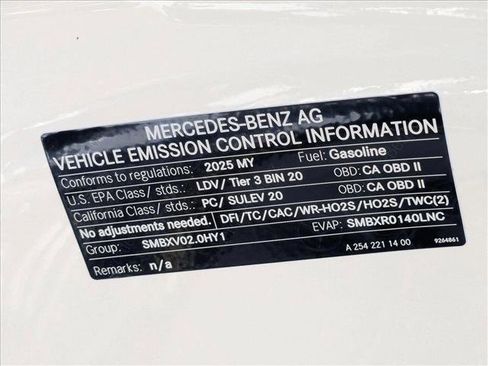 MERCEDES-BENZ AG
VEHICLE EMISSION CONTROL INFORMATION
Conforms to regulations: 2025 MY Fuel: Gasoline
U.S. EPA Class/ stds.: LDV/ Tier 3 BIN 20 OBD: CA OBD II
California Class/ stds.: PC/ SULEV 20 OBD: CA OBD II
No adjustments needed. DFI/TC/CAC/WR-HO2S/HO2S/TWC(2)
Group: SMBXV02.0HY1 EVAP: SMBXR0140LNC
Remarks: n/a A 254 221 14 00 9264861